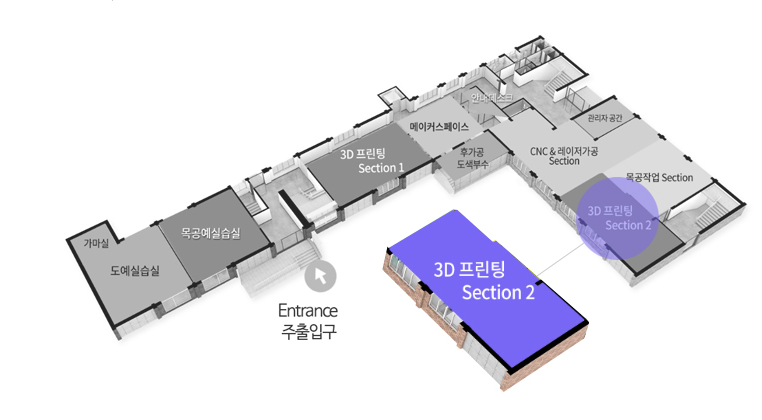 안내데스크
메이커스페이스
관리자 공간
3D 프린팅
Section 1
후가공
도색부수
CNC & 레이저가공
Section
목공작업 Section
3D 프린팅
Section 2
가마실
목공예실습실
도예실습실
3D 프린팅
Section 2
Entrance
주출입구